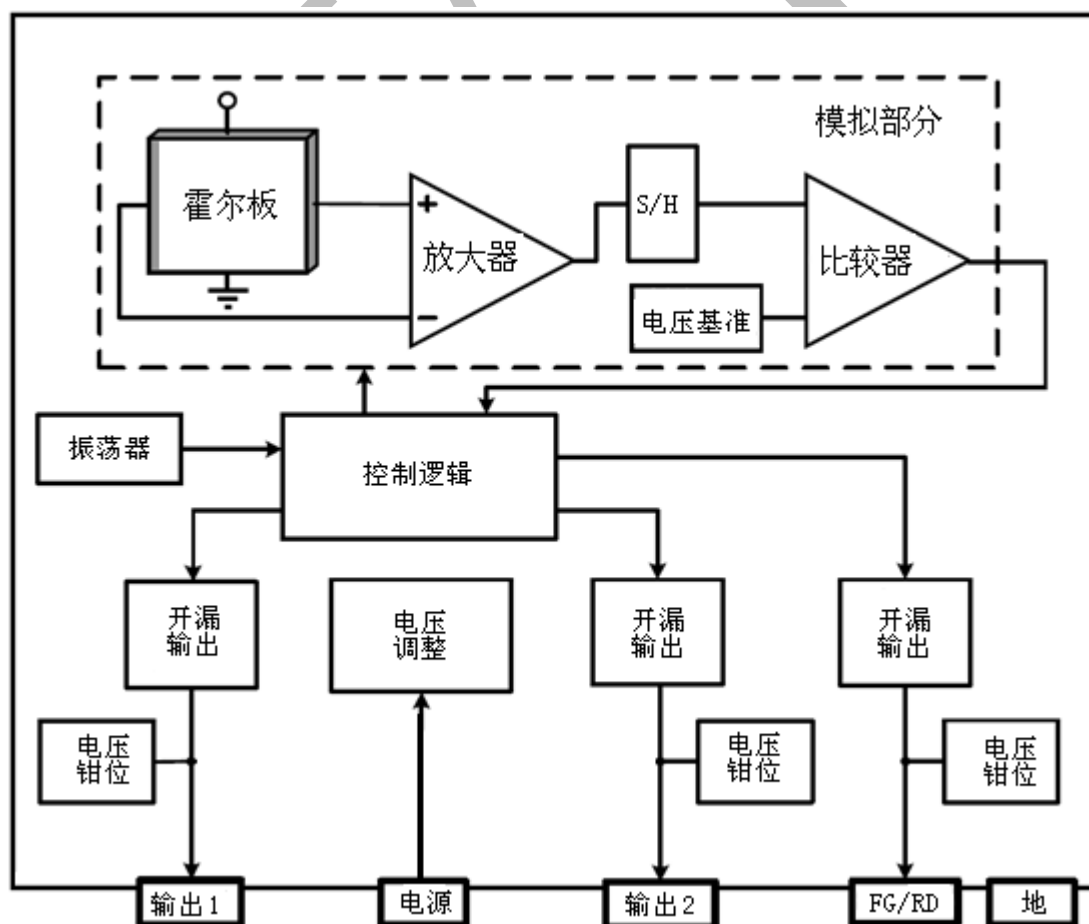 模拟部分
霍尔板
+
放大器
-
S/H
比较器
电压基准
振荡器
控制逻辑
开漏
输出
电压
调整
开漏
输出
开漏
输出
电压
钳位
电压
钳位
电压
钳位
输出1
电源
输出2
FG/RD
地